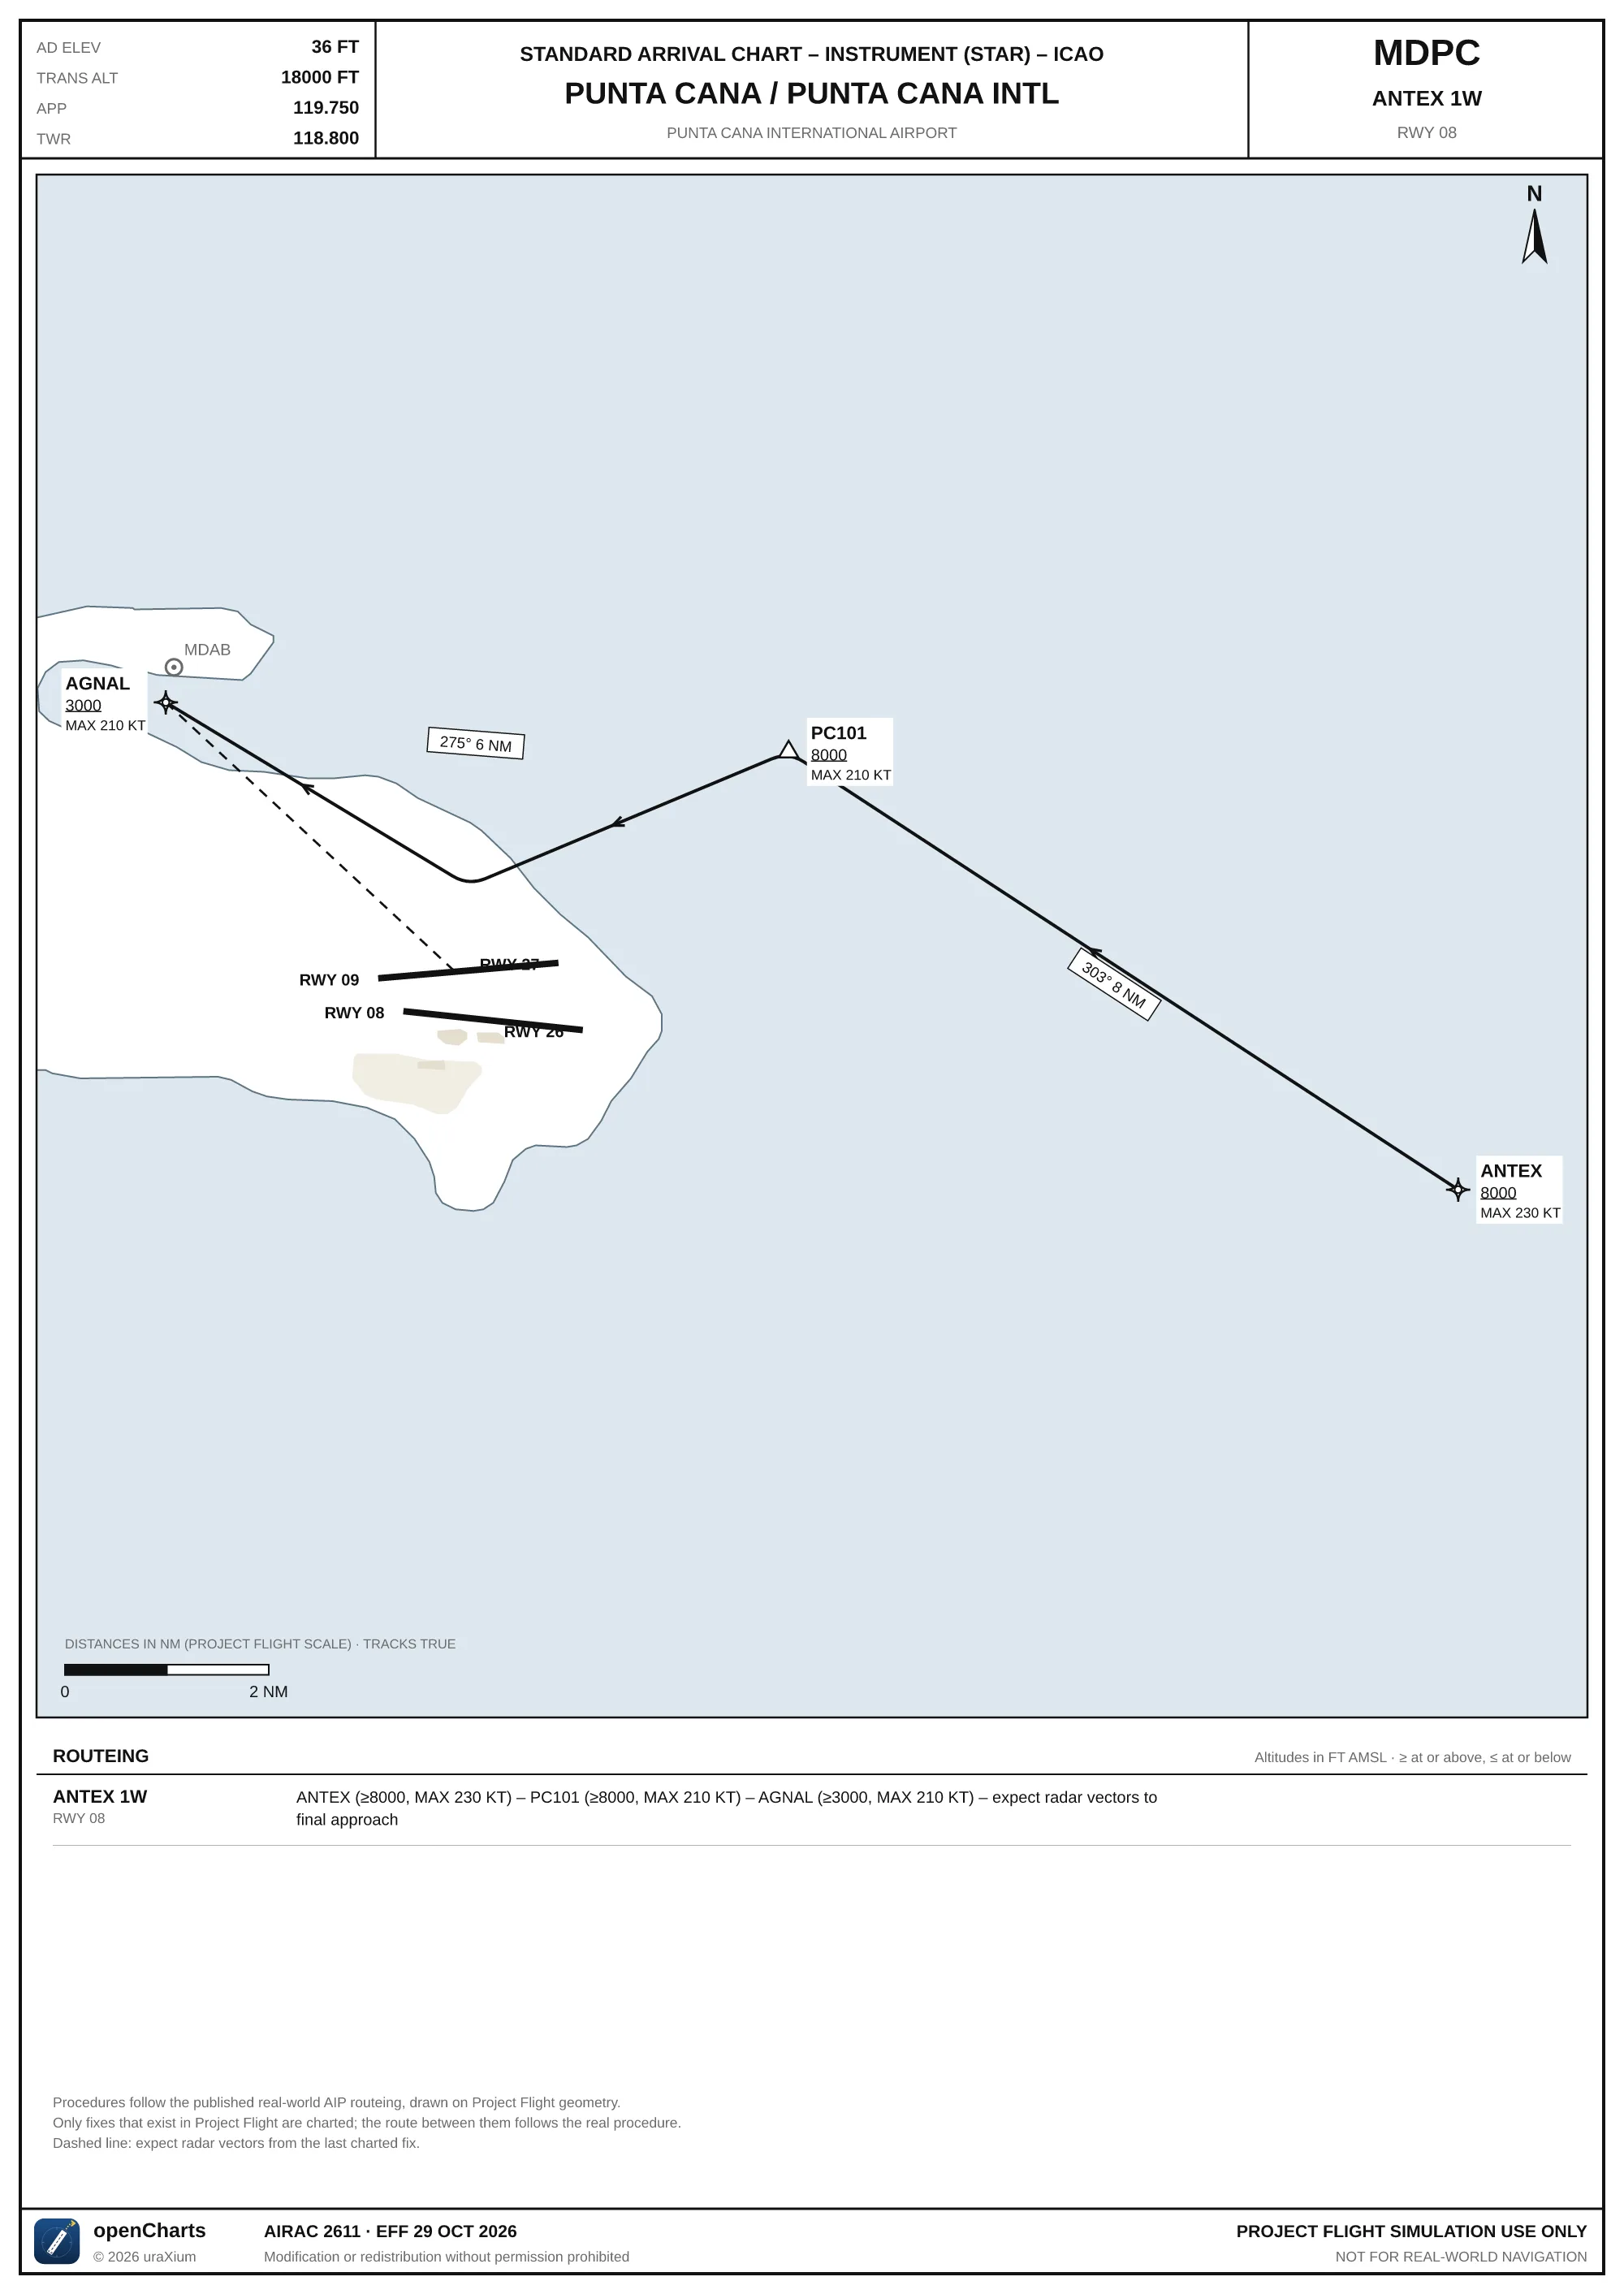 AD ELEV 36 FT
TRANS ALT 18000 FT
APP 119.750
TWR 118.800
STANDARD ARRIVAL CHART – INSTRUMENT (STAR) – ICAO
PUNTA CANA / PUNTA CANA INTL
PUNTA CANA INTERNATIONAL AIRPORT
MDPC
ANTEX 1W
RWY 08
N
MDAB
AGNAL
3000
MAX 210 KT
275° 6 NM
PC101
8000
MAX 210 KT
303° 8 NM
RWY 27
RWY 09
RWY 08
RWY 26
ANTEX
8000
MAX 230 KT
DISTANCES IN NM (PROJECT FLIGHT SCALE) · TRACKS TRUE
0 2 NM
ROUTEING
Altitudes in FT AMSL · ≥ at or above, ≤ at or below
ANTEX 1W
RWY 08
ANTEX (≥8000, MAX 230 KT) – PC101 (≥8000, MAX 210 KT) – AGNAL (≥3000, MAX 210 KT) – expect radar vectors to
final approach
Procedures follow the published real-world AIP routeing, drawn on Project Flight geometry.
Only fixes that exist in Project Flight are charted; the route between them follows the real procedure.
Dashed line: expect radar vectors from the last charted fix.
openCharts
© 2026 uraXium
AIRAC 2611 · EFF 29 OCT 2026
Modification or redistribution without permission prohibited
PROJECT FLIGHT SIMULATION USE ONLY
NOT FOR REAL-WORLD NAVIGATION